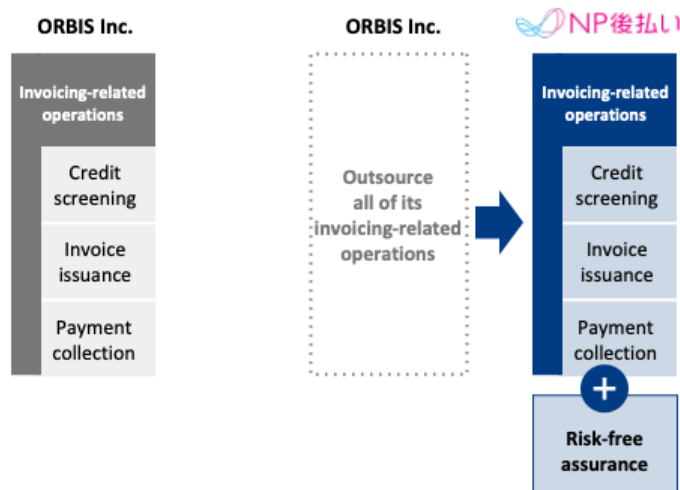 ORBIS Inc.
Invoicing-related
operations
Credit
screening
Invoice
issuance
Payment
collection
ORBIS Inc.
Outsource
all of its
invoicing-related
operations
NP後払い
Invoicing-related
operations
Credit
screening
Invoice
issuance
Payment
collection
+
Risk-free
assurance